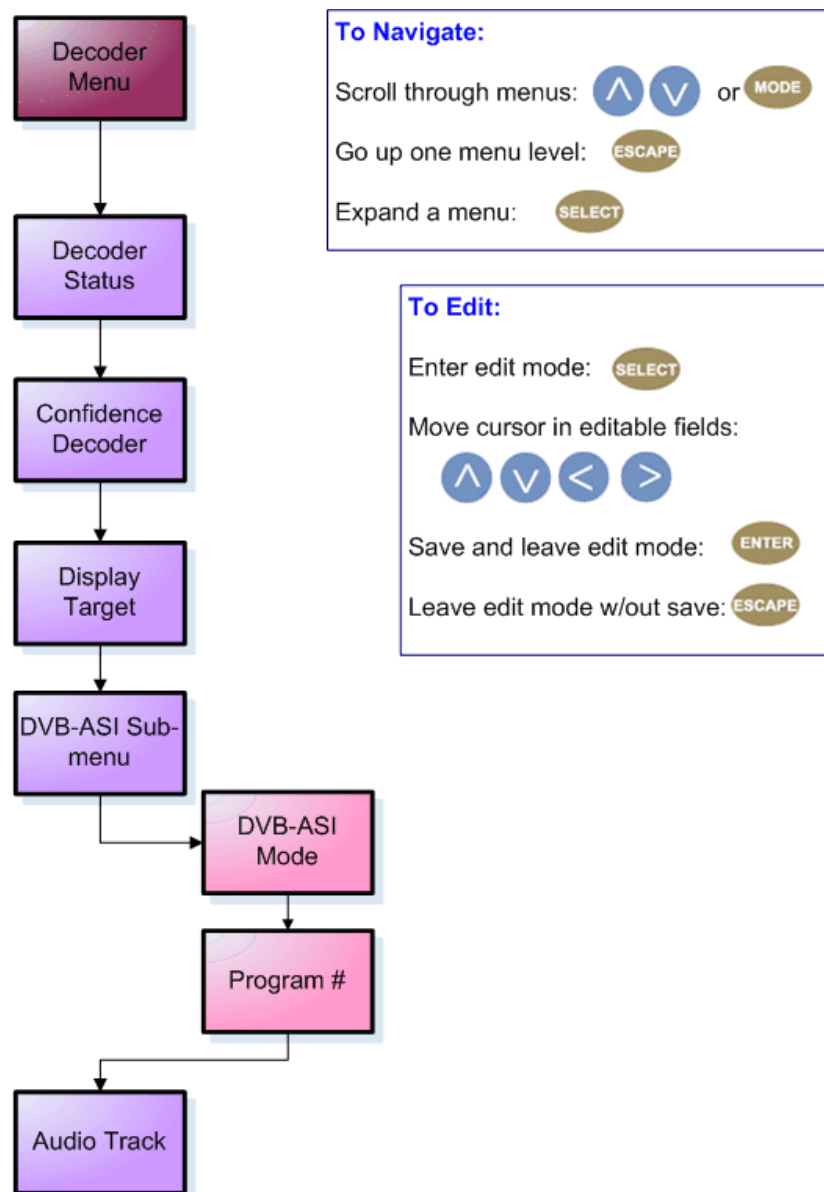 Decoder
Menu
To Navigate:
Scroll through menus: or MODE
Go up one menu level: ESCAPE
Expand a menu: SELECT
Decoder
Status
To Edit:
Enter edit mode: SELECT
Move cursor in editable fields:
Save and leave edit mode: ENTER
Leave edit mode w/out save: ESCAPE
Confidence
Decoder
Display
Target
DVB-ASI Sub-
menu
DVB-ASI
Mode
Program #
Audio Track